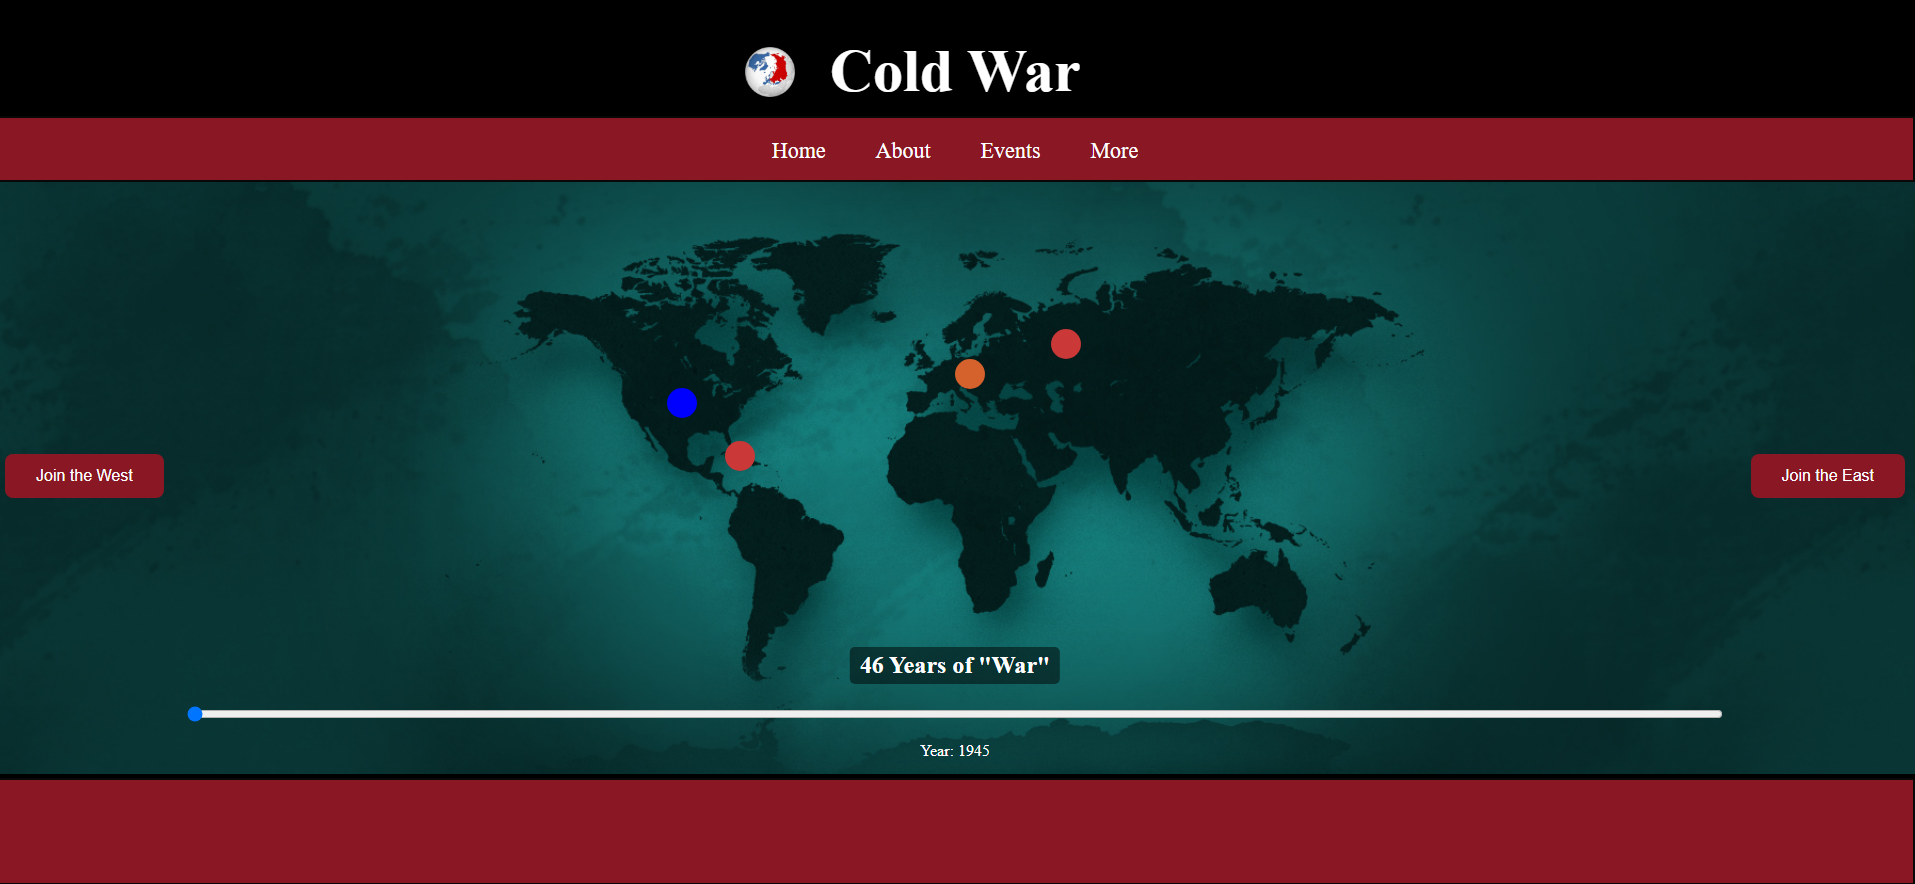 Cold War
Home About Events More
Join the West
Join the East
46 Years of "War"
Year: 1945